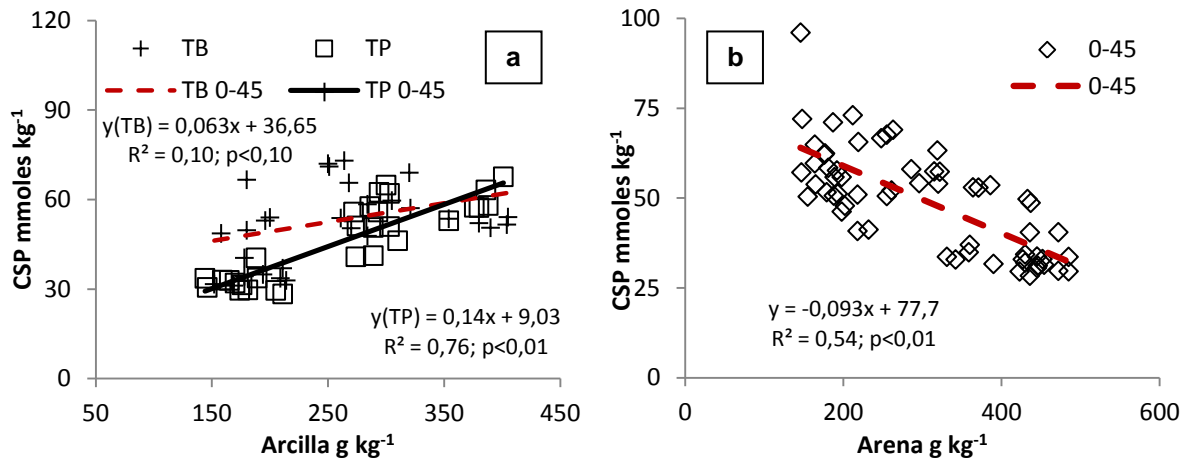 120
90
60
30
0
CSP mmoles kg⁻¹
TB TP
TB 0-45 TP 0-45
a
y(TB) = 0,063x + 36,65
R² = 0,10; p<0,10
y(TP) = 0,14x + 9,03
R² = 0,76; p<0,01
50 150 250 350 450
Arcilla g kg⁻¹
100
75
50
25
0
CSP mmoles kg⁻¹
b
0-45
0-45
y = -0,093x + 77,7
R² = 0,54; p<0,01
0 200 400 600
Arena g kg⁻¹